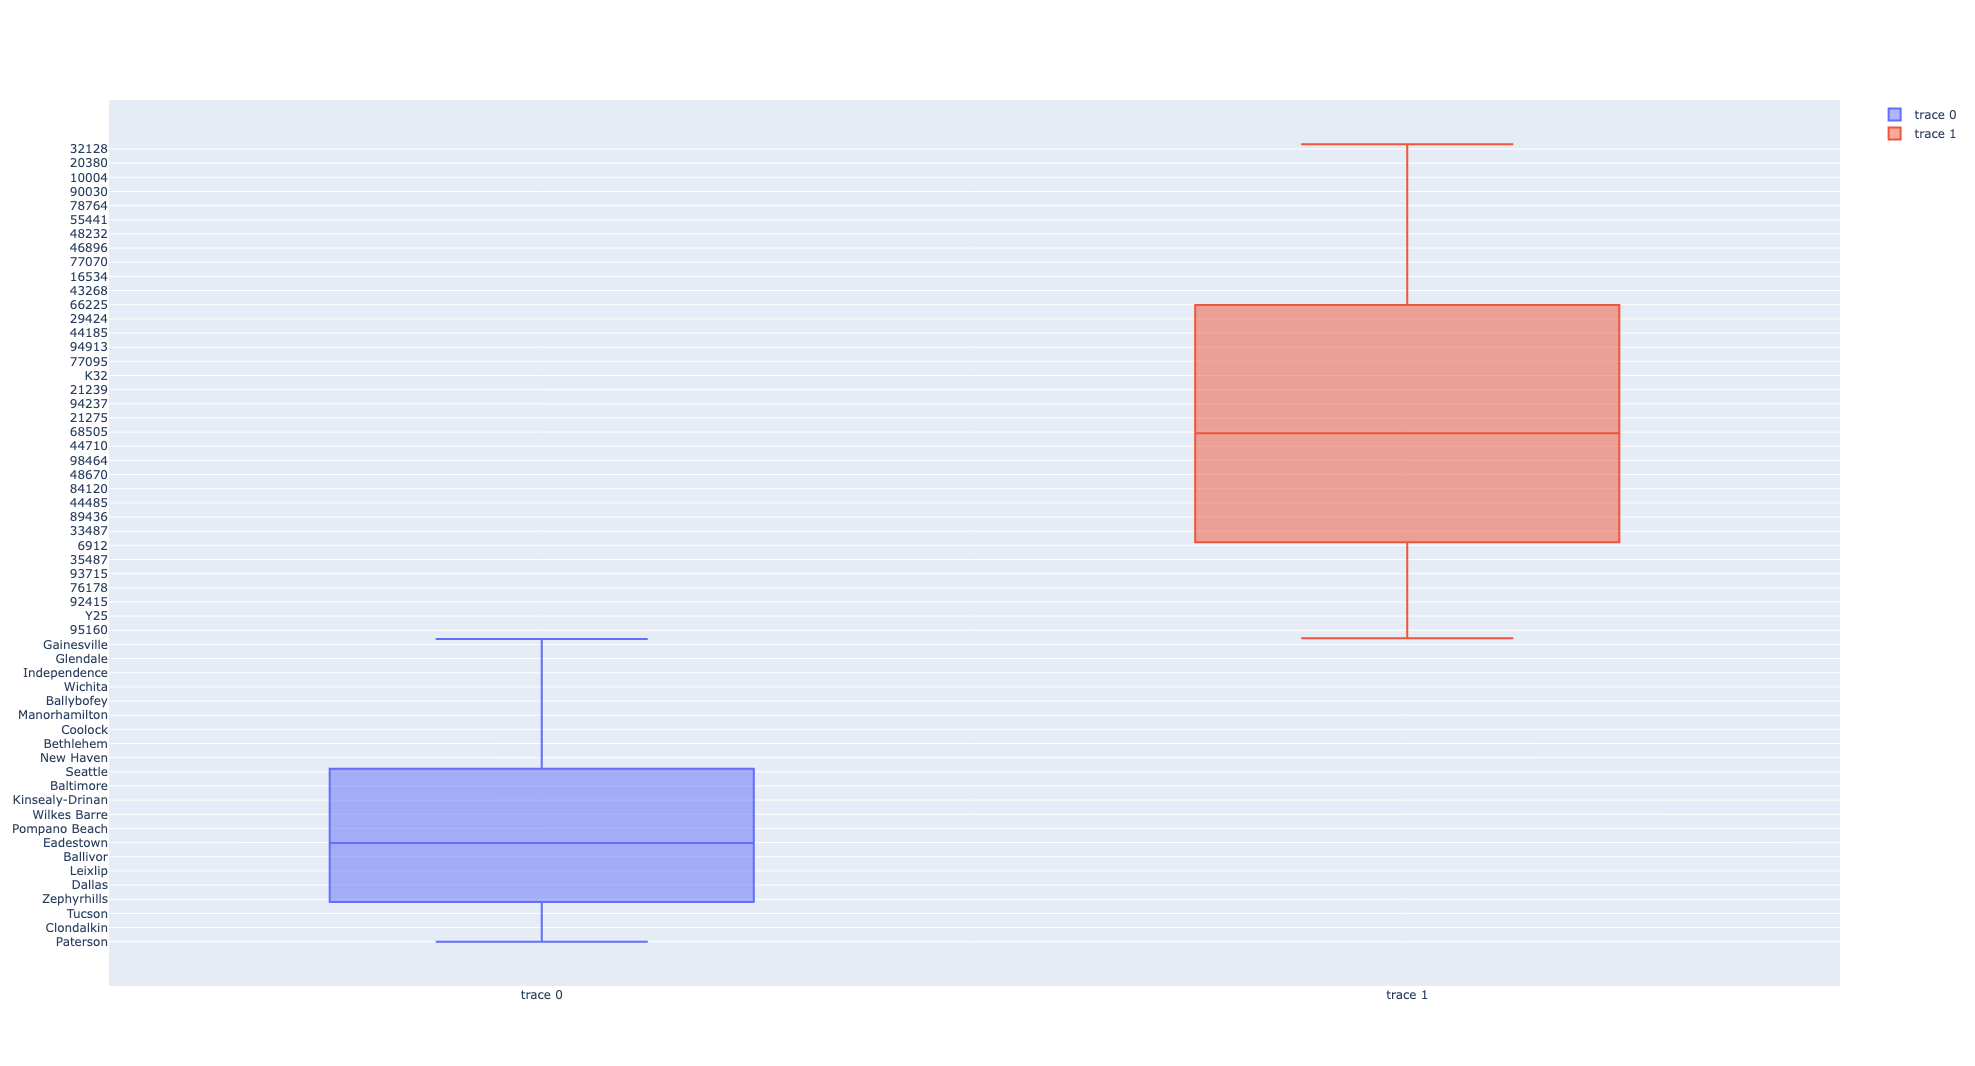 trace 0
trace 1
32128
20380
10004
90030
78764
55441
48232
46896
77070
16534
43268
66225
29424
44185
94913
77095
K32
21239
94237
21275
68505
44710
98464
48670
84120
44485
89436
33487
6912
35487
93715
76178
92415
Y25
95160
Gainesville
Glendale
Independence
Wichita
Ballybofey
Manorhamilton
Coolock
Bethlehem
New Haven
Seattle
Baltimore
Kinsealy-Drinan
Wilkes Barre
Pompano Beach
Eadestown
Ballivor
Leixlip
Dallas
Zephyrhills
Tucson
Clondalkin
Paterson
trace 0
trace 1